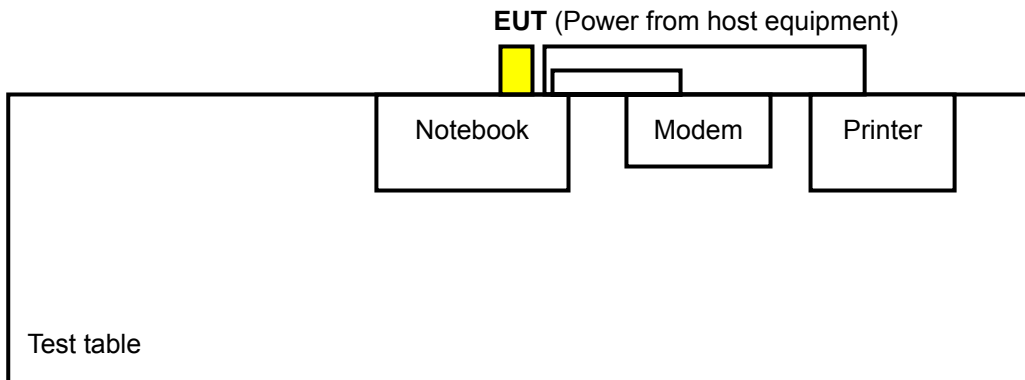 EUT (Power from host equipment)
Notebook
Modem
Printer
Test table